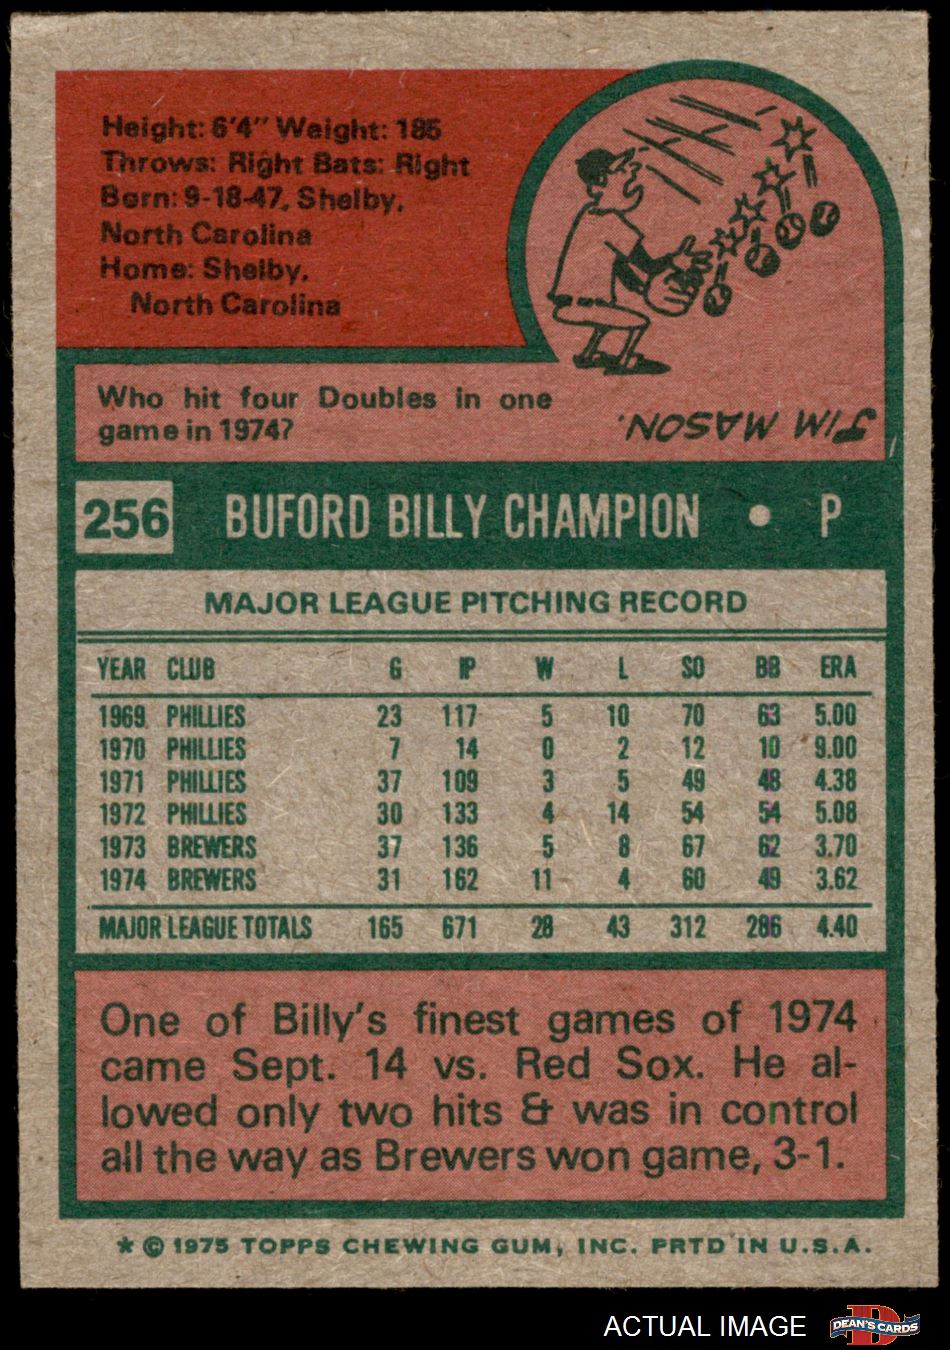 Height: 6'4" Weight: 185
Throws: Right Bats: Right
Born: 9-18-47, Shelby,
North Carolina
Home: Shelby,
North Carolina
Who hit four Doubles in one
game in 1974?
JIM MASON.
256 BUFORD BILLY CHAMPION • P
MAJOR LEAGUE PITCHING RECORD
YEAR CLUB G IP W L SO BB ERA
1969 PHILLIES 23 117 5 10 70 63 5.00
1970 PHILLIES 7 14 0 2 12 10 9.00
1971 PHILLIES 37 109 3 5 49 48 4.38
1972 PHILLIES 30 133 4 14 54 54 5.08
1973 BREWERS 37 136 5 8 67 62 3.70
1974 BREWERS 31 162 11 4 60 49 3.62
MAJOR LEAGUE TOTALS 165 671 28 43 312 286 4.40
One of Billy's finest games of 1974
came Sept. 14 vs. Red Sox. He al-
lowed only two hits & was in control
all the way as Brewers won game, 3-1.
* © 1975 TOPPS CHEWING GUM, INC. PRTD IN U.S.A.
ACTUAL IMAGE D DEAN'S CARDS